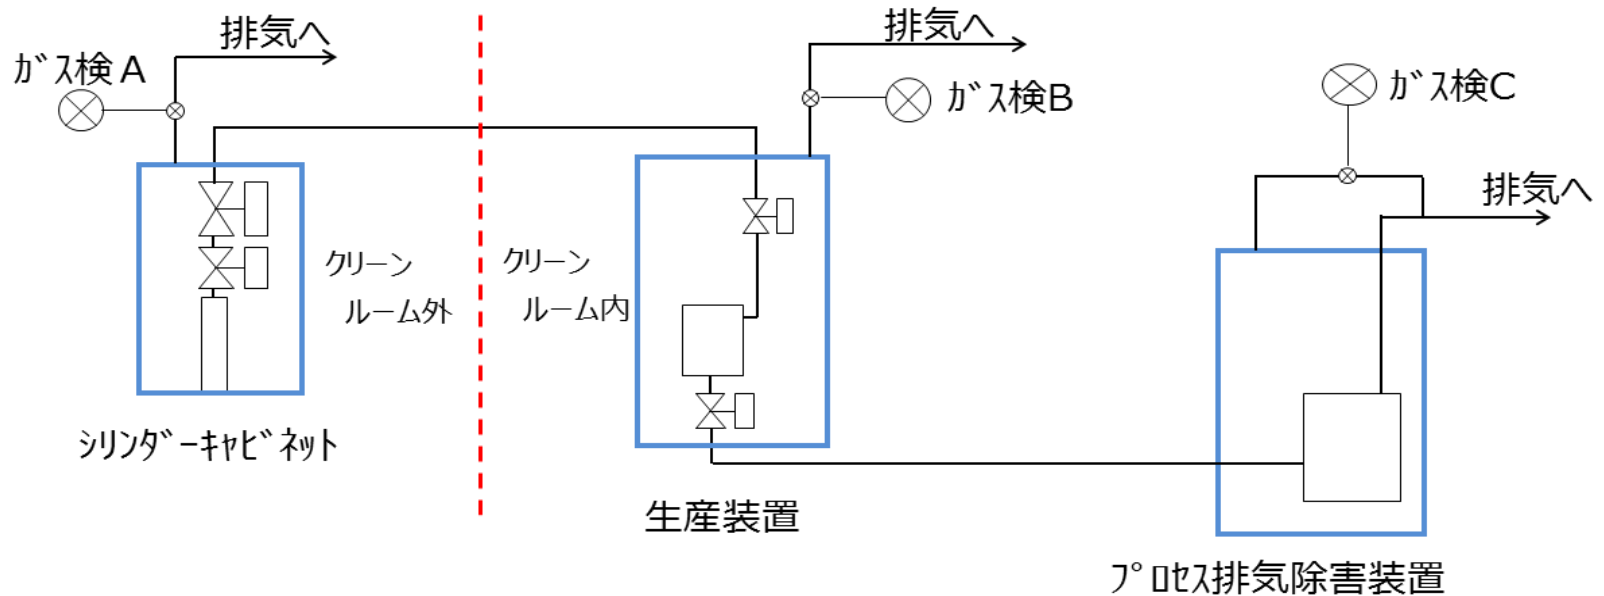 排気へ
ｶﾞｽ検A
排気へ
ｶﾞｽ検B
ｶﾞｽ検C
排気へ
クリーン
ルーム外
クリーン
ルーム内
ｼﾘﾝﾀﾞｰｷｬﾋﾞﾈｯﾄ
生産装置
ﾌﾟﾛｾｽ排気除害装置